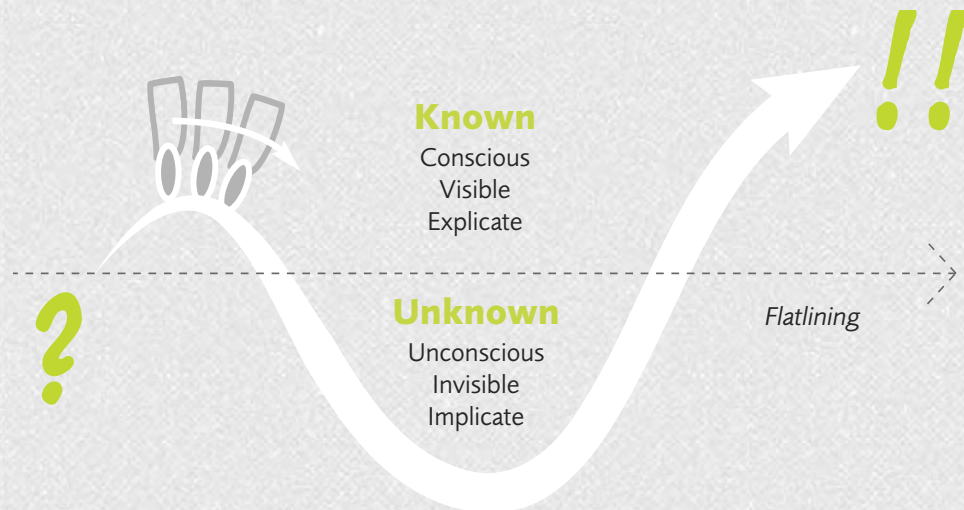 !!
Known
Conscious
Visible
Explicate
?
Unknown
Unconscious
Invisible
Implicate
Flatlining